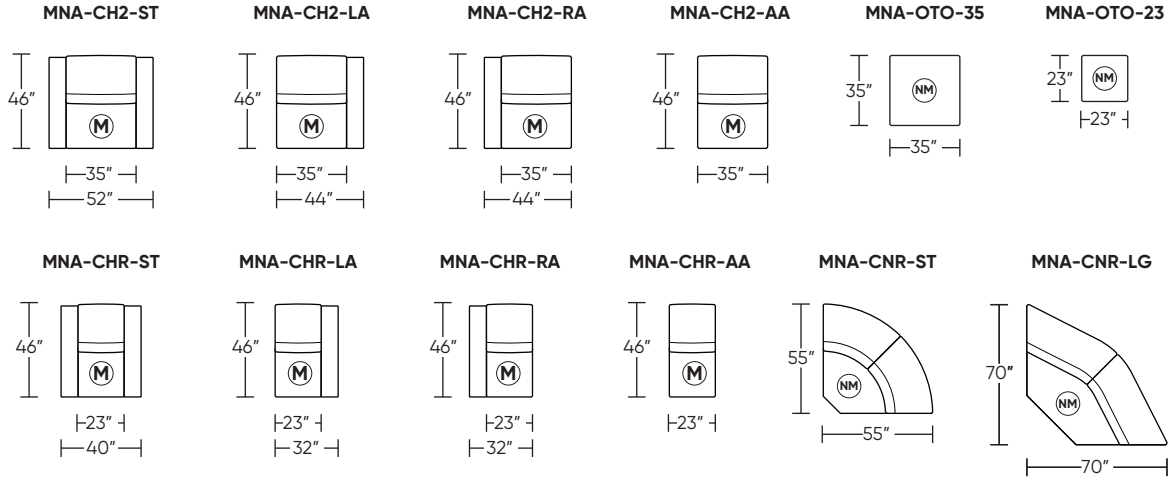 MNA-CH2-ST MNA-CH2-LA MNA-CH2-RA MNA-CH2-AA MNA-OTO-35 MNA-OTO-23
46″ M 46″ M 46″ M 46″ M 35″ NM 23″ NM
35″ 35″ 35″ 35″ 35″ 23″
52″ 44″ 44″
MNA-CHR-ST MNA-CHR-LA MNA-CHR-RA MNA-CHR-AA MNA-CNR-ST MNA-CNR-LG
46″ M 46″ M 46″ M 46″ M 55″ NM 70″ NM
23″ 23″ 23″ 23″ 55″ 70″
40″ 32″ 32″